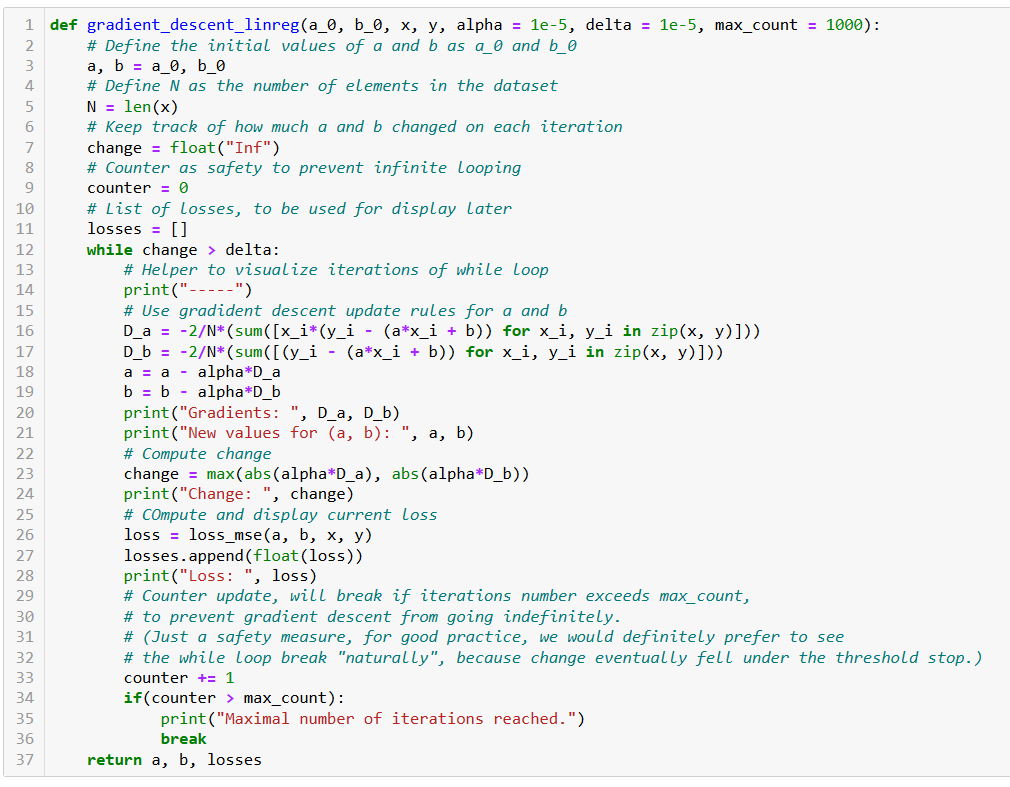 1 def gradient_descent_linreg(a_0, b_0, x, y, alpha = 1e-5, delta = 1e-5, max_count = 1000):
2     # Define the initial values of a and b as a_0 and b_0
3     a, b = a_0, b_0
4     # Define N as the number of elements in the dataset
5     N = len(x)
6     # Keep track of how much a and b changed on each iteration
7     change = float("Inf")
8     # Counter as safety to prevent infinite looping
9     counter = 0
10     # List of losses, to be used for display later
11     losses = []
12     while change > delta:
13         # Helper to visualize iterations of while loop
14         print("-----")
15         # Use gradident descent update rules for a and b
16         D_a = -2/N*(sum([x_i*(y_i - (a*x_i + b)) for x_i, y_i in zip(x, y)]))
17         D_b = -2/N*(sum([(y_i - (a*x_i + b)) for x_i, y_i in zip(x, y)]))
18         a = a - alpha*D_a
19         b = b - alpha*D_b
20         print("Gradients: ", D_a, D_b)
21         print("New values for (a, b): ", a, b)
22         # Compute change
23         change = max(abs(alpha*D_a), abs(alpha*D_b))
24         print("Change: ", change)
25         # COmpute and display current loss
26         loss = loss_mse(a, b, x, y)
27         losses.append(float(loss))
28         print("Loss: ", loss)
29         # Counter update, will break if iterations number exceeds max_count,
30         # to prevent gradient descent from going indefinitely.
31         # (Just a safety measure, for good practice, we would definitely prefer to see
32         # the while loop break "naturally", because change eventually fell under the threshold stop.)
33         counter += 1
34         if(counter > max_count):
35             print("Maximal number of iterations reached.")
36             break
37     return a, b, losses